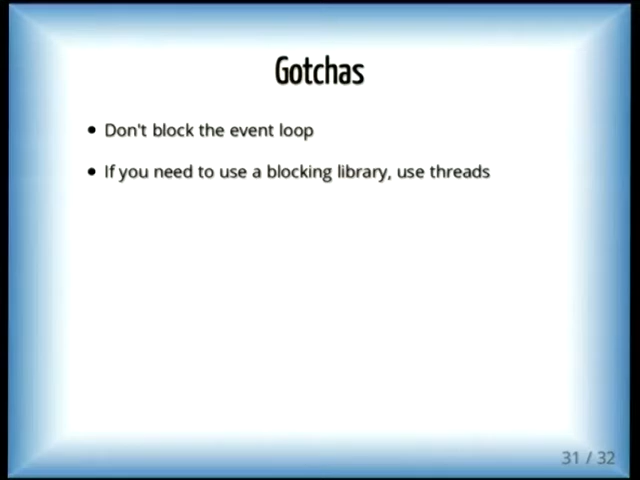 Gotchas
• Don't block the event loop
• If you need to use a blocking library, use threads
31 / 32